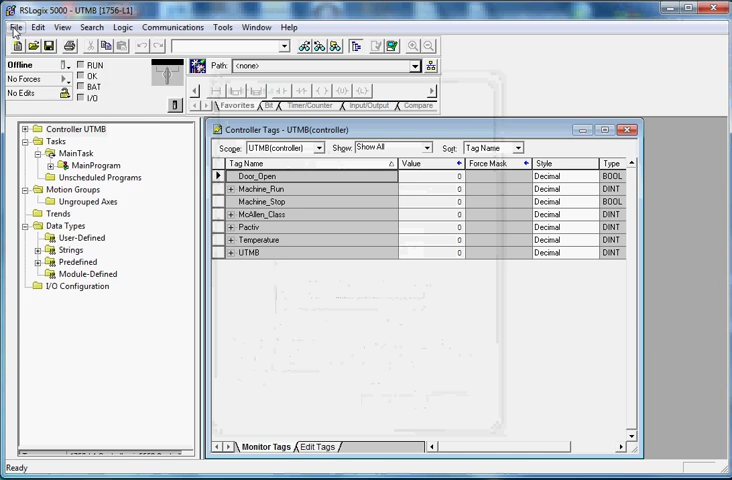 RSLogix 5000 - UTMB [1756-L1]
File Edit View Search Logic Communications Tools Window Help
Offline RUN Path: <none>
No Forces OK
BAT
No Edits I/O
Favorites Bit Timer/Counter Input/Output Compare
Controller UTMB
Tasks
MainTask
MainProgram
Unscheduled Programs
Motion Groups
Ungrouped Axes
Trends
Data Types
User-Defined
Strings
Predefined
Module-Defined
I/O Configuration
Controller Tags - UTMB(controller)
Scope: UTMB(controller) Show: Show All Sort: Tag Name
Tag Name Value Force Mask Style Type
Door_Open 0 Decimal BOOL
Machine_Run 0 Decimal DINT
Machine_Stop 0 Decimal BOOL
McAllen_Class 0 Decimal DINT
Pactiv 0 Decimal DINT
Temperature 0 Decimal DINT
UTMB 0 Decimal DINT
Monitor Tags Edit Tags
Ready